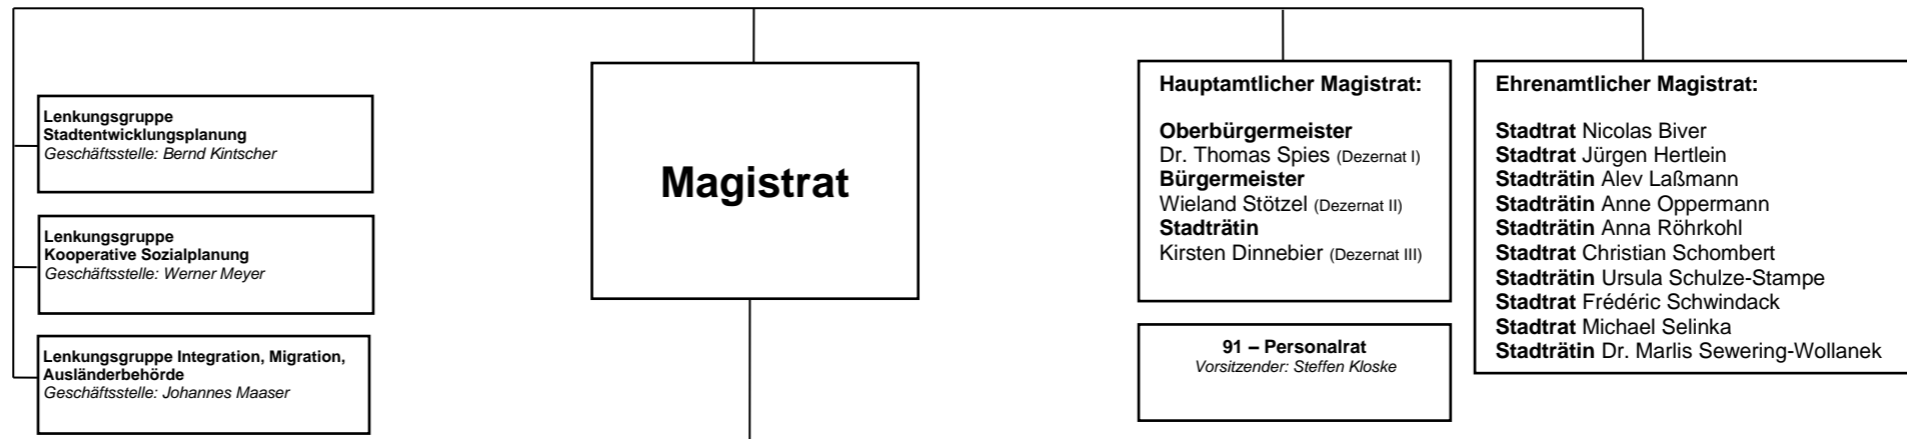 Lenkungsgruppe
Stadtentwicklungsplanung
Geschäftsstelle: Bernd Kintscher
Lenkungsgruppe
Kooperative Sozialplanung
Geschäftsstelle: Werner Meyer
Lenkungsgruppe Integration, Migration,
Ausländerbehörde
Geschäftsstelle: Johannes Maaser
Magistrat
Hauptamtlicher Magistrat:
Oberbürgermeister
Dr. Thomas Spies (Dezernat I)
Bürgermeister
Wieland Stötzel (Dezernat II)
Stadträtin
Kirsten Dinnebier (Dezernat III)
91 – Personalrat
Vorsitzender: Steffen Kloske
Ehrenamtlicher Magistrat:
Stadtrat Nicolas Biver
Stadtrat Jürgen Hertlein
Stadträtin Alev Laßmann
Stadträtin Anne Oppermann
Stadträtin Anna Röhrkohl
Stadtrat Christian Schombert
Stadträtin Ursula Schulze-Stampe
Stadtrat Frédéric Schwindack
Stadtrat Michael Selinka
Stadträtin Dr. Marlis Sewering-Wollanek